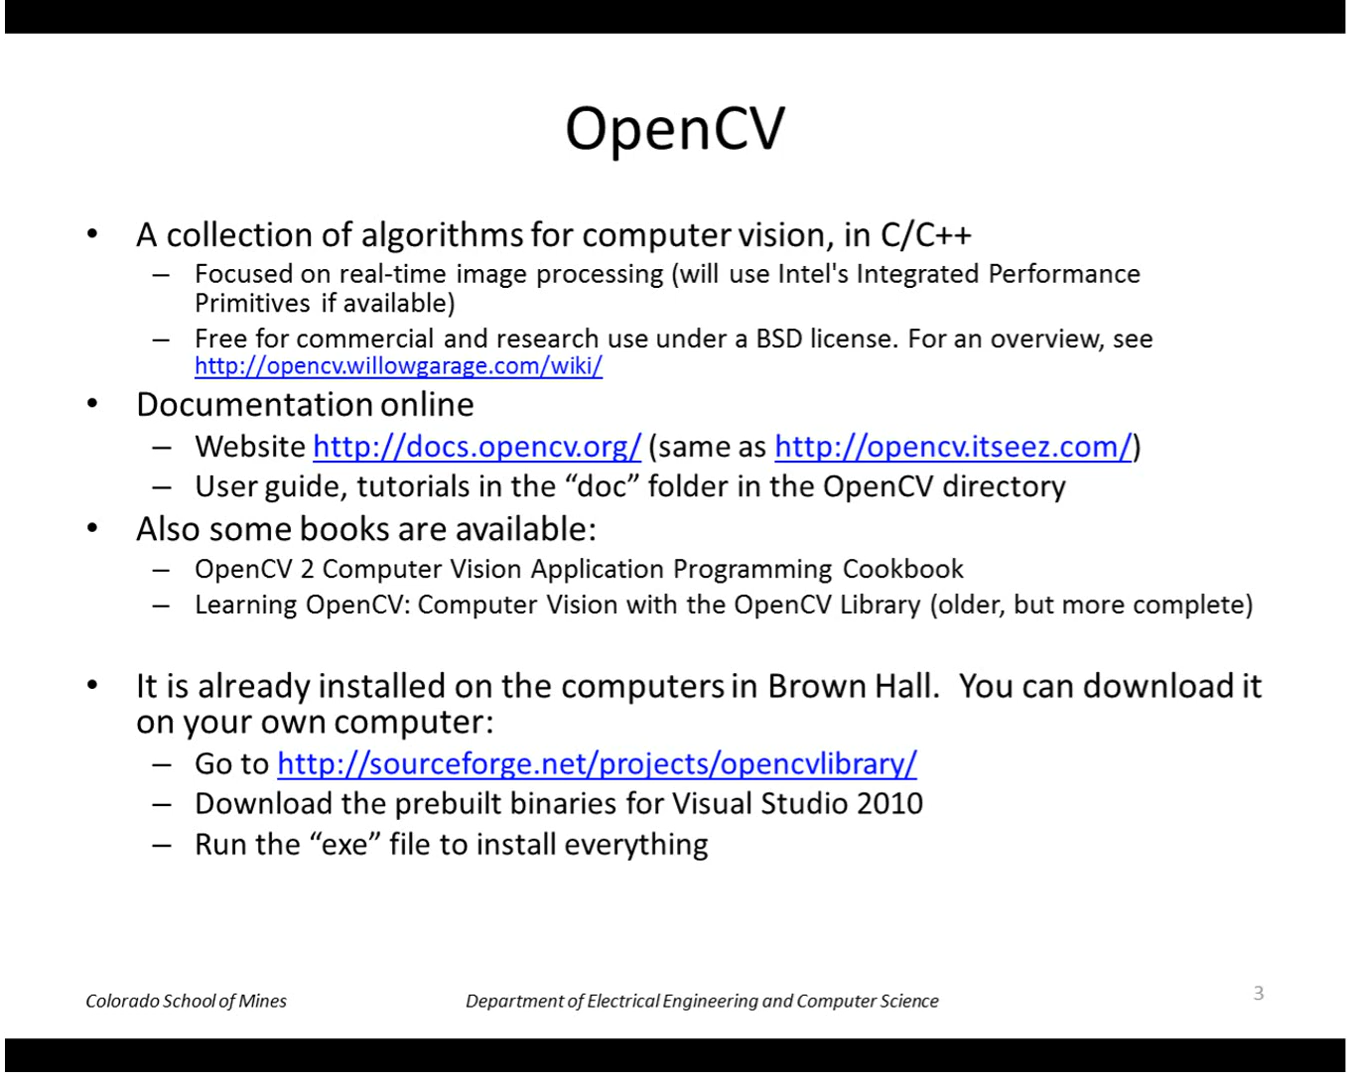 OpenCV
• A collection of algorithms for computer vision, in C/C++
– Focused on real-time image processing (will use Intel's Integrated Performance
Primitives if available)
– Free for commercial and research use under a BSD license. For an overview, see
http://opencv.willowgarage.com/wiki/
• Documentation online
– Website http://docs.opencv.org/ (same as http://opencv.itseez.com/)
– User guide, tutorials in the “doc” folder in the OpenCV directory
• Also some books are available:
– OpenCV 2 Computer Vision Application Programming Cookbook
– Learning OpenCV: Computer Vision with the OpenCV Library (older, but more complete)
• It is already installed on the computers in Brown Hall.  You can download it
on your own computer:
– Go to http://sourceforge.net/projects/opencvlibrary/
– Download the prebuilt binaries for Visual Studio 2010
– Run the “exe” file to install everything
Colorado School of Mines Department of Electrical Engineering and Computer Science 3